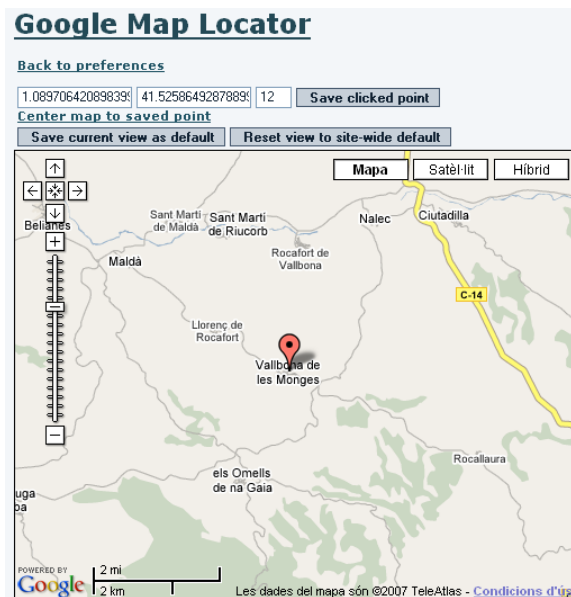 Google Map Locator
Back to preferences
41.5258649287889
12
Save clicked point
Center map to saved point
Save current view as default
Reset view to site-wide default
Mapa
Satèl·lit
Híbrid
Belianes
Sant Martí
de Maldà
Sant Martí
de Riucorb
Nalec
Ciutadilla
Maldà
Rocafort de
Vallbona
C-14
Llorenç de
Rocafort
Vallbona de
les Monges
Rocallaura
els Omells
de na Gaia
uga
ba
POWERED BY
Google
2 mi
2 km
Les dades del mapa són ©2007 TeleAtlas - Condicions d'ús